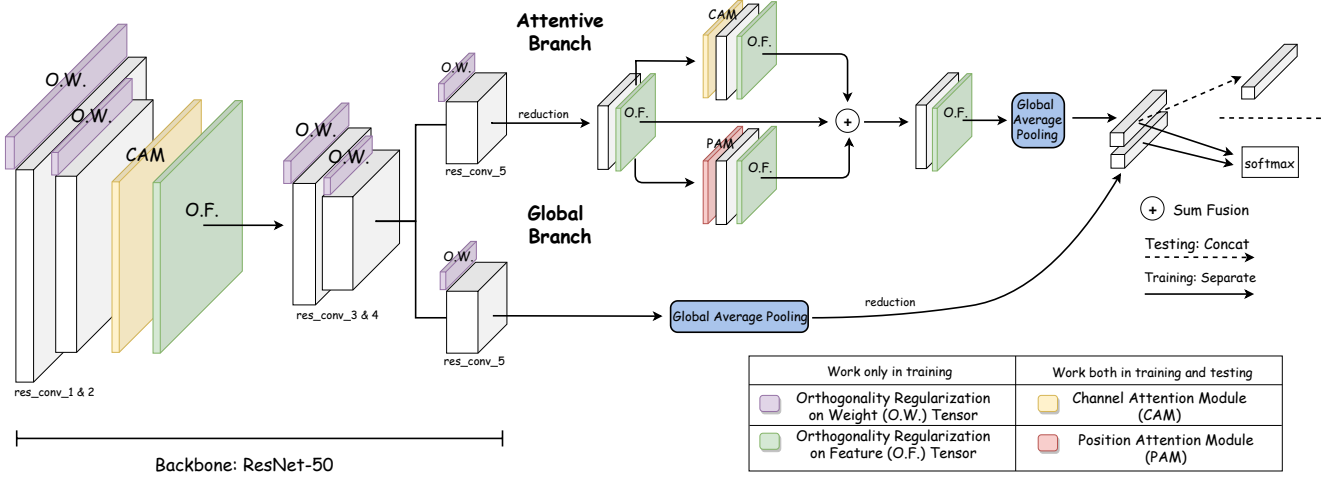 Attentive
Branch
O.W.
O.W.
CAM
O.F.
res_conv_1 & 2
O.W.
O.W.
res_conv_3 & 4
O.W.
res_conv_5
reduction
O.F.
CAM
O.F.
PAM
O.F.
+
O.F.
Global
Average
Pooling
softmax
+ Sum Fusion
Testing: Concat
Training: Separate
Global
Branch
O.W.
res_conv_5
Global Average Pooling
reduction
Backbone: ResNet-50
Work only in training
Work both in training and testing
Orthogonality Regularization
on Weight (O.W.) Tensor
Channel Attention Module
(CAM)
Orthogonality Regularization
on Feature (O.F.) Tensor
Position Attention Module
(PAM)